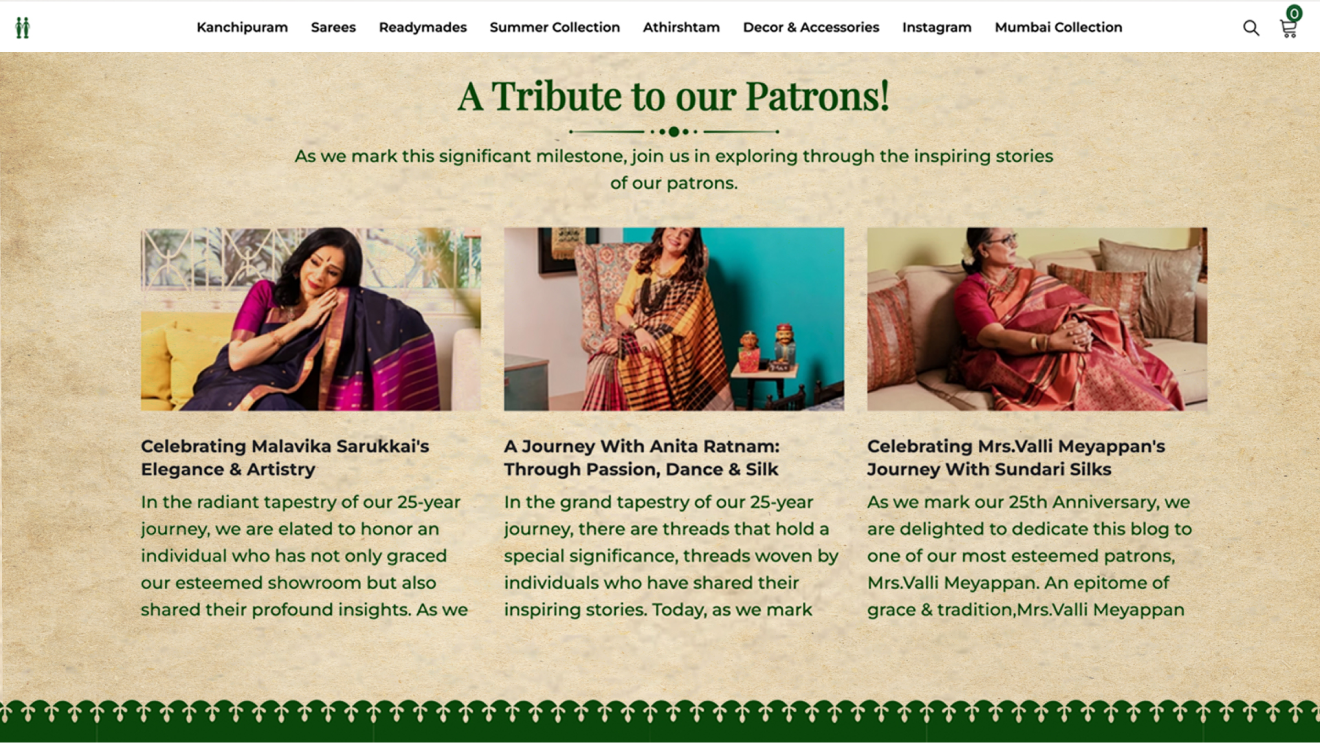 Kanchipuram Sarees Readymades Summer Collection Athirshtam Decor & Accessories Instagram Mumbai Collection 0
A Tribute to our Patrons!
As we mark this significant milestone, join us in exploring through the inspiring stories
of our patrons.
Celebrating Malavika Sarukkai's
Elegance & Artistry
In the radiant tapestry of our 25-year
journey, we are elated to honor an
individual who has not only graced
our esteemed showroom but also
shared their profound insights. As we
A Journey With Anita Ratnam:
Through Passion, Dance & Silk
In the grand tapestry of our 25-year
journey, there are threads that hold a
special significance, threads woven by
individuals who have shared their
inspiring stories. Today, as we mark
Celebrating Mrs.Valli Meyappan's
Journey With Sundari Silks
As we mark our 25th Anniversary, we
are delighted to dedicate this blog to
one of our most esteemed patrons,
Mrs.Valli Meyappan. An epitome of
grace & tradition,Mrs.Valli Meyappan